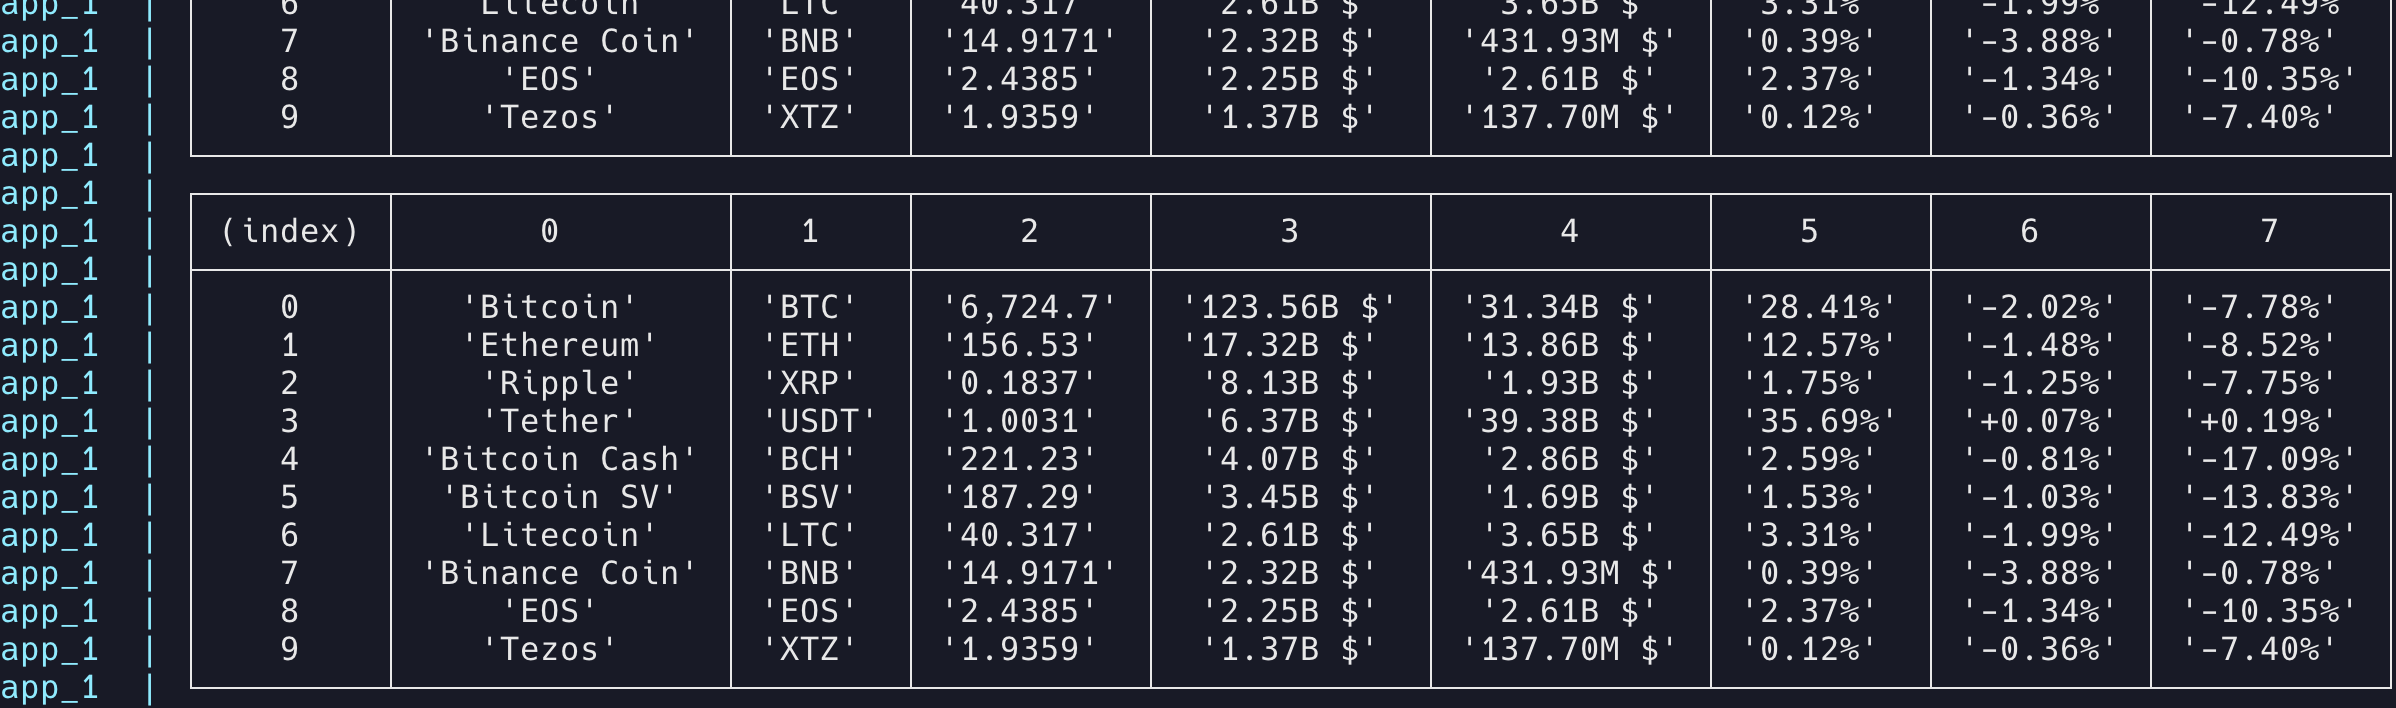 app_1 | 6 'Litecoin' 'LTC' '40.317' '2.61B $' '3.65B $' '3.31%' '-1.99%' '-12.49%'
app_1 | 7 'Binance Coin' 'BNB' '14.9171' '2.32B $' '431.93M $' '0.39%' '-3.88%' '-0.78%'
app_1 | 8 'EOS' 'EOS' '2.4385' '2.25B $' '2.61B $' '2.37%' '-1.34%' '-10.35%'
app_1 | 9 'Tezos' 'XTZ' '1.9359' '1.37B $' '137.70M $' '0.12%' '-0.36%' '-7.40%'
app_1 |
app_1 |
app_1 | (index) 0 1 2 3 4 5 6 7
app_1 |
app_1 | 0 'Bitcoin' 'BTC' '6,724.7' '123.56B $' '31.34B $' '28.41%' '-2.02%' '-7.78%'
app_1 | 1 'Ethereum' 'ETH' '156.53' '17.32B $' '13.86B $' '12.57%' '-1.48%' '-8.52%'
app_1 | 2 'Ripple' 'XRP' '0.1837' '8.13B $' '1.93B $' '1.75%' '-1.25%' '-7.75%'
app_1 | 3 'Tether' 'USDT' '1.0031' '6.37B $' '39.38B $' '35.69%' '+0.07%' '+0.19%'
app_1 | 4 'Bitcoin Cash' 'BCH' '221.23' '4.07B $' '2.86B $' '2.59%' '-0.81%' '-17.09%'
app_1 | 5 'Bitcoin SV' 'BSV' '187.29' '3.45B $' '1.69B $' '1.53%' '-1.03%' '-13.83%'
app_1 | 6 'Litecoin' 'LTC' '40.317' '2.61B $' '3.65B $' '3.31%' '-1.99%' '-12.49%'
app_1 | 7 'Binance Coin' 'BNB' '14.9171' '2.32B $' '431.93M $' '0.39%' '-3.88%' '-0.78%'
app_1 | 8 'EOS' 'EOS' '2.4385' '2.25B $' '2.61B $' '2.37%' '-1.34%' '-10.35%'
app_1 | 9 'Tezos' 'XTZ' '1.9359' '1.37B $' '137.70M $' '0.12%' '-0.36%' '-7.40%'
app_1 |